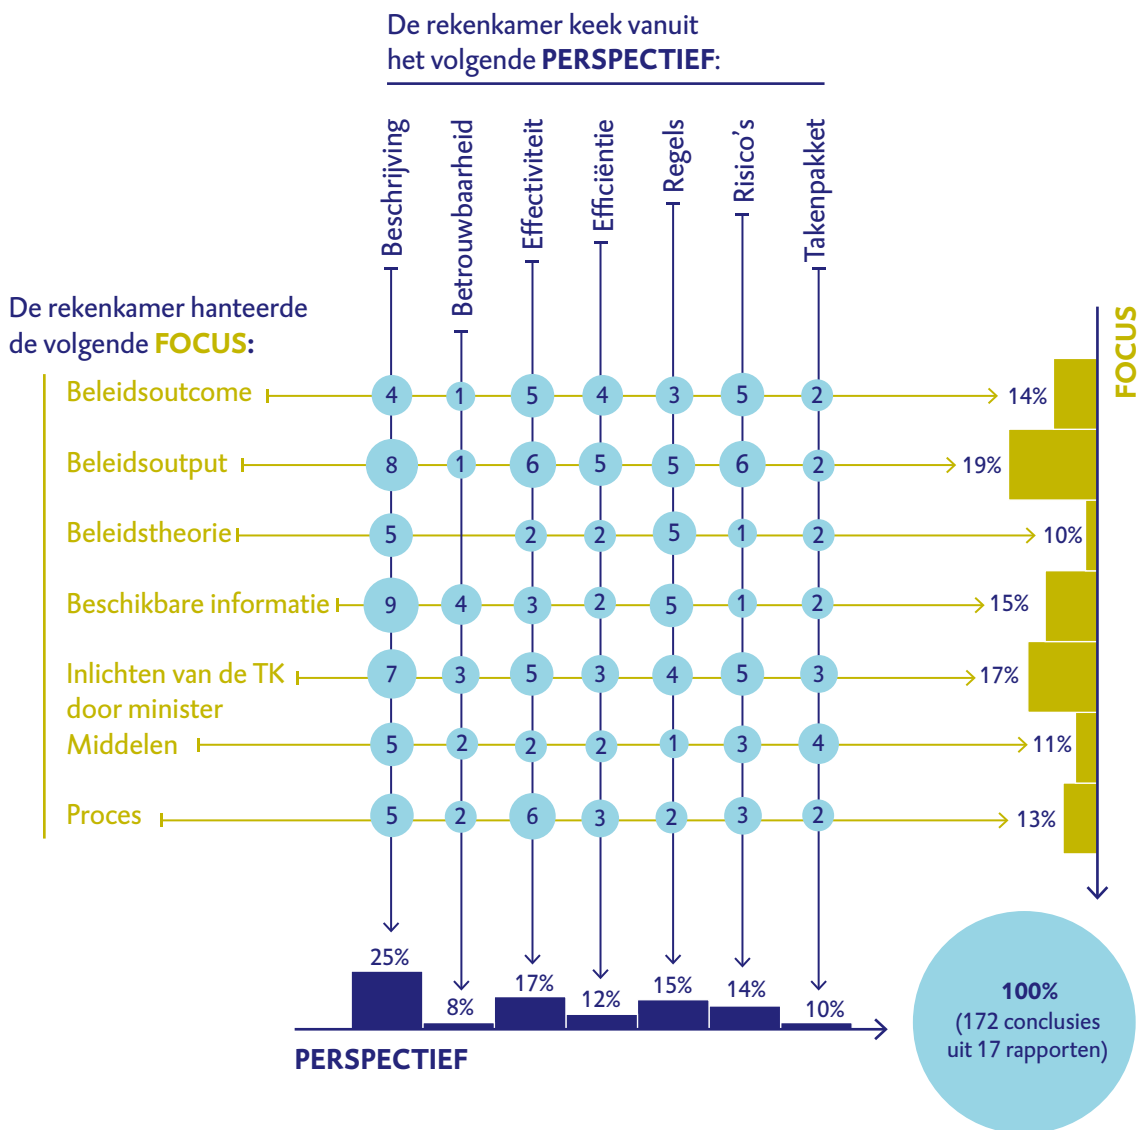 De rekenkamer keek vanuit
het volgende PERSPECTIEF:
Beschrijving
Betrouwbaarheid
Effectiviteit
Efficiëntie
Regels
Risico's
Takenpakket
De rekenkamer hanteerde
de volgende FOCUS:
FOCUS
Beleidsoutcome 4 1 5 4 3 5 2 14%
Beleidsoutput 8 1 6 5 5 6 2 19%
Beleidstheorie 5 2 2 5 1 2 10%
Beschikbare informatie 9 4 3 2 5 1 2 15%
Inlichten van de TK 7 3 5 3 4 5 3 17%
door minister
Middelen 5 2 2 2 1 3 4 11%
Proces 5 2 6 3 2 3 2 13%
25% 8% 17% 12% 15% 14% 10%
PERSPECTIEF
100%
(172 conclusies
uit 17 rapporten)